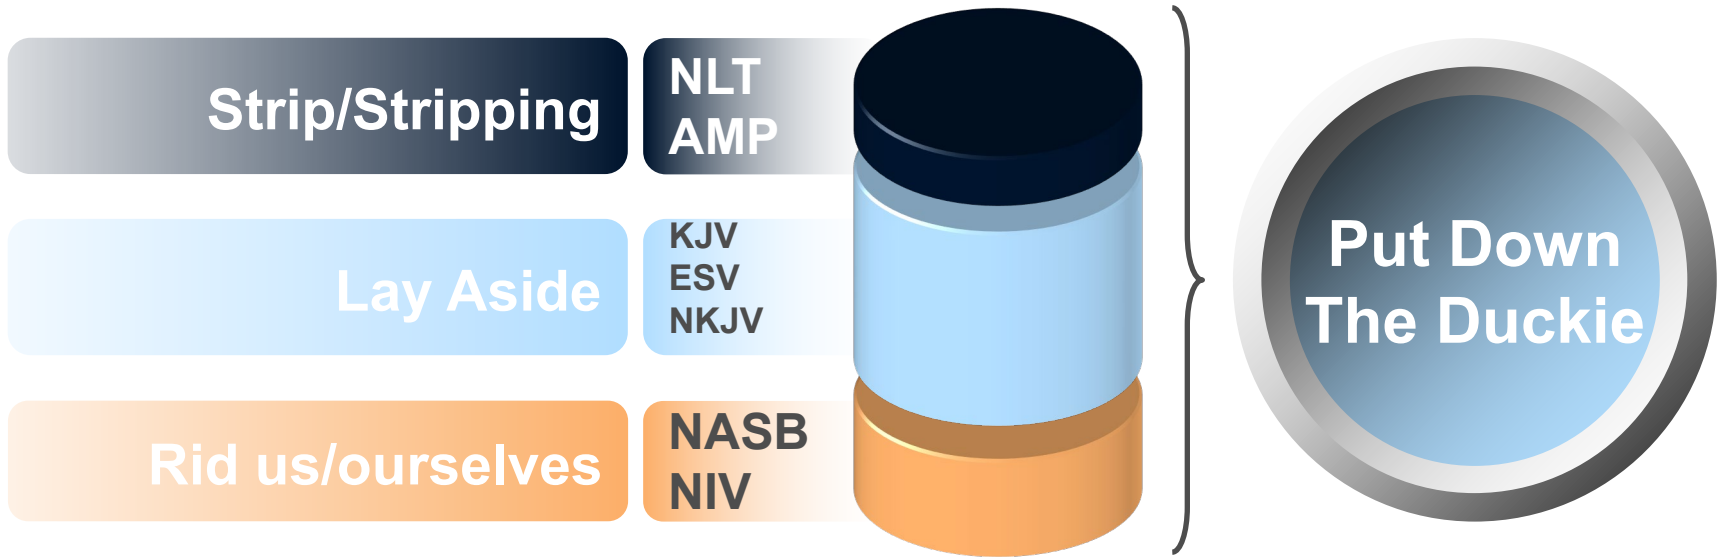 Strip/Stripping
NLT
AMP
Lay Aside
KJV
ESV
NKJV
Rid us/ourselves
NASB
NIV
Put Down
The Duckie